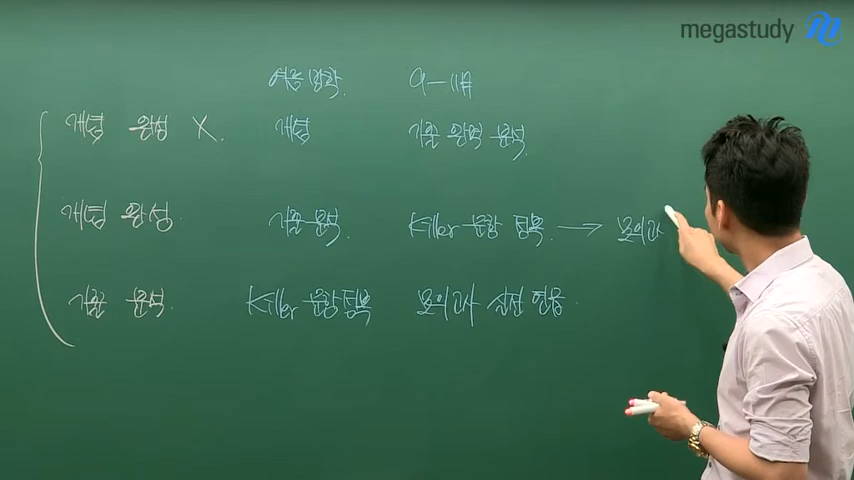 megastudy
여름방학. 9-11月
개념 완성 X. 개념 기출 완벽 분석.
개념 완성. 기출 분석. Killer 문항 정복. → 모의고사
기출 분석. Killer 문항 정복 모의고사 실전 적응.